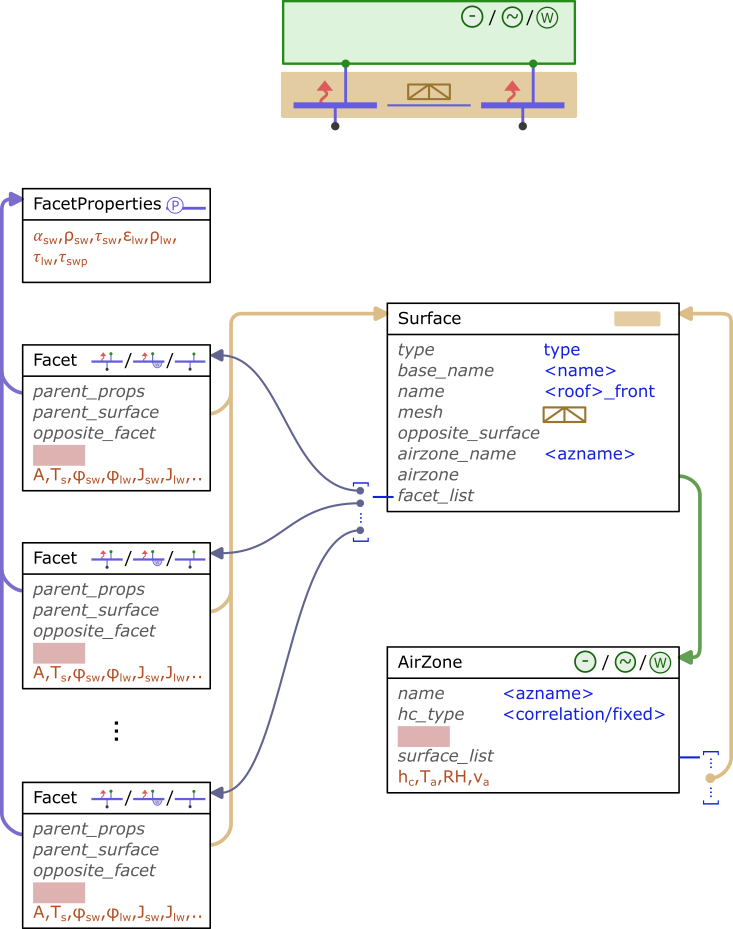 - / ~ / W
FacetProperties P
αsw,ρsw,τsw,εlw,ρlw,
τlw,τswp
Facet / /
parent_props
parent_surface
opposite_facet
A,Ts,φsw,φlw,Jsw,Jlw,..
Facet / /
parent_props
parent_surface
opposite_facet
A,Ts,φsw,φlw,Jsw,Jlw,..
⋮
Facet / /
parent_props
parent_surface
opposite_facet
A,Ts,φsw,φlw,Jsw,Jlw,..
Surface
type type
base_name <name>
name <roof>_front
mesh
opposite_surface
airzone_name <azname>
airzone
facet_list
AirZone - / ~ / W
name <azname>
hc_type <correlation/fixed>
surface_list
hc,Ta,RH,va